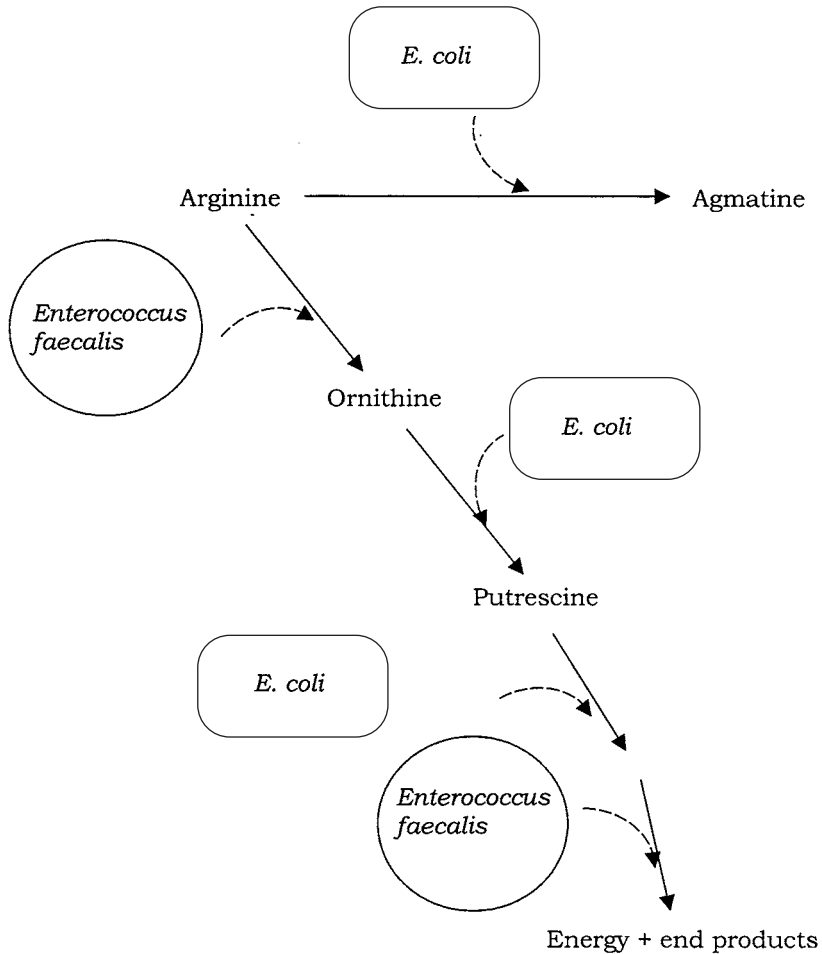 E. coli
Arginine
Agmatine
Enterococcus
faecalis
Ornithine
E. coli
Putrescine
E. coli
Enterococcus
faecalis
Energy + end products